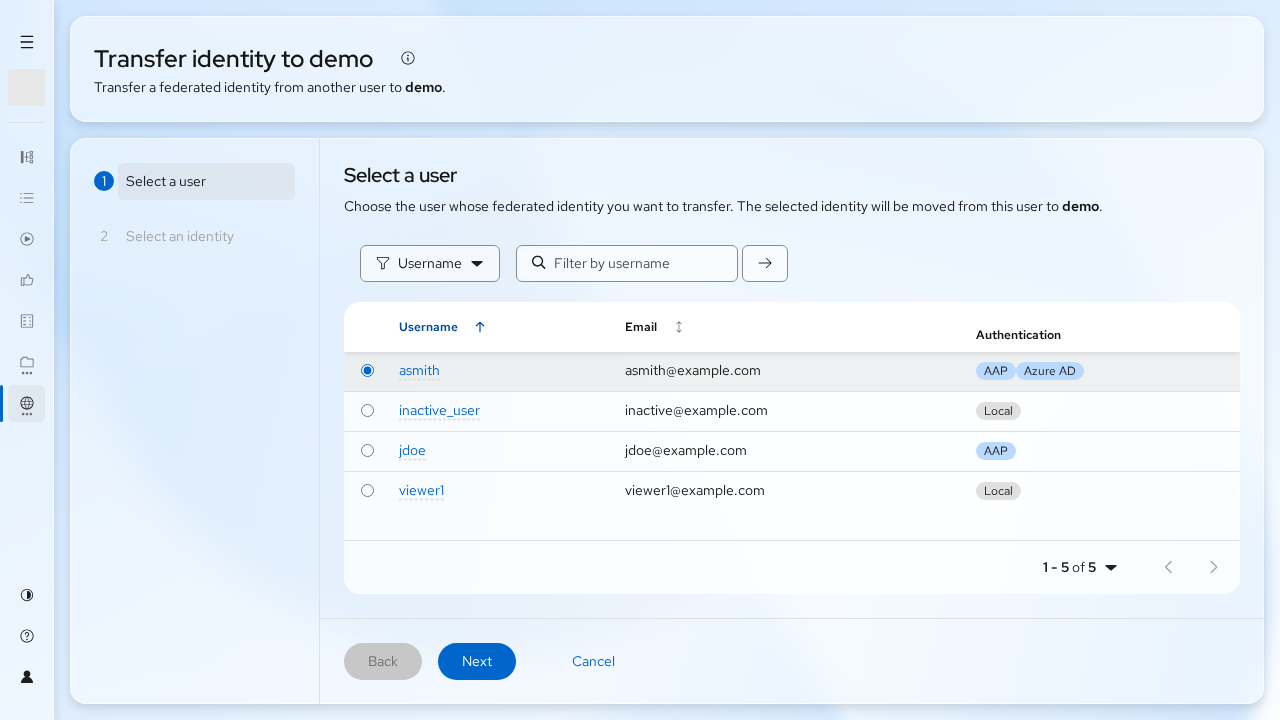 Transfer identity to demo
Transfer a federated identity from another user to demo.
1 Select a user
2 Select an identity
Select a user
Choose the user whose federated identity you want to transfer. The selected identity will be moved from this user to demo.
Username
Filter by username
Username Email Authentication
asmith asmith@example.com AAP Azure AD
inactive_user inactive@example.com Local
jdoe jdoe@example.com AAP
viewer1 viewer1@example.com Local
1 - 5 of 5
Back Next Cancel